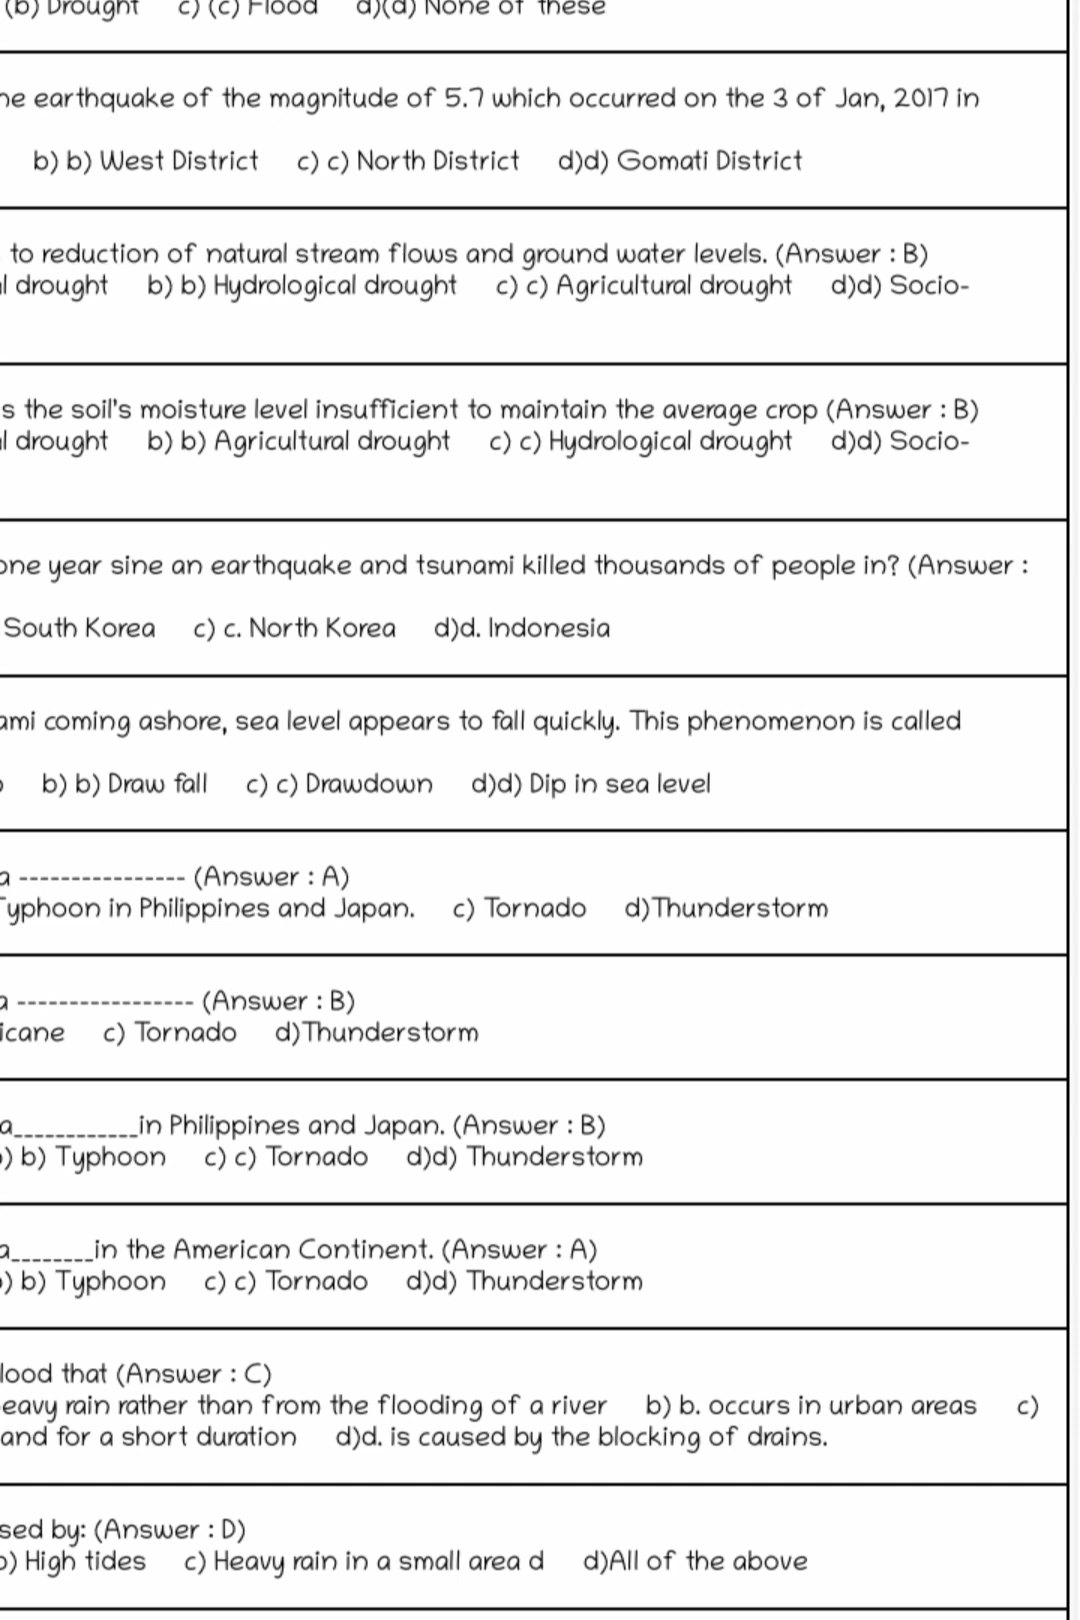 (b) Drought c) (c) Flood d)(d) None of these
earthquake of the magnitude of 5.7 which occurred on the 3 of Jan, 2017 in
b) b) West District c) c) North District d)d) Gomati District
to reduction of natural stream flows and ground water levels. (Answer : B)
drought b) b) Hydrological drought c) c) Agricultural drought d)d) Socio-
the soil's moisture level insufficient to maintain the average crop (Answer : B)
drought b) b) Agricultural drought c) c) Hydrological drought d)d) Socio-
one year sine an earthquake and tsunami killed thousands of people in? (Answer :
South Korea c) c. North Korea d)d. Indonesia
ami coming ashore, sea level appears to fall quickly. This phenomenon is called
b) b) Draw fall c) c) Drawdown d)d) Dip in sea level
a ---------------- (Answer : A)
Typhoon in Philippines and Japan. c) Tornado d)Thunderstorm
a ----------------- (Answer : B)
icane c) Tornado d)Thunderstorm
a____________in Philippines and Japan. (Answer : B)
b) Typhoon c) c) Tornado d)d) Thunderstorm
a________in the American Continent. (Answer : A)
b) Typhoon c) c) Tornado d)d) Thunderstorm
lood that (Answer : C)
eavy rain rather than from the flooding of a river b) b. occurs in urban areas c)
and for a short duration d)d. is caused by the blocking of drains.
sed by: (Answer : D)
b) High tides c) Heavy rain in a small area d d)All of the above